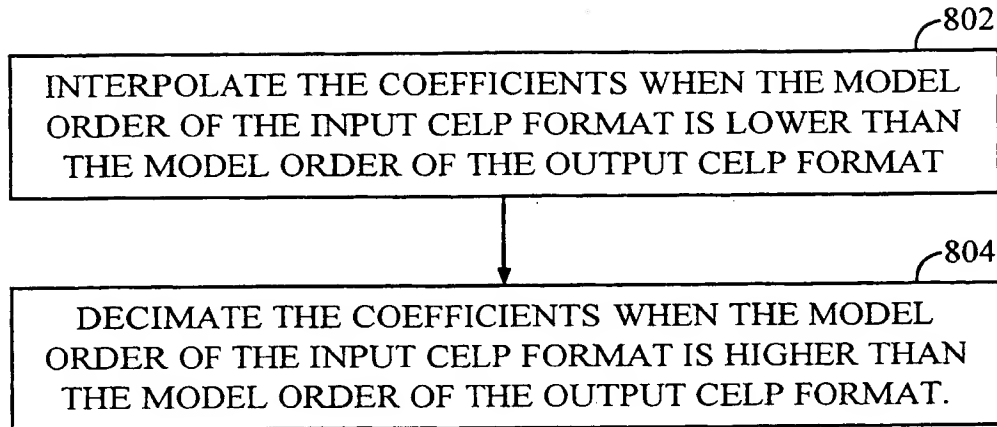 802
INTERPOLATE THE COEFFICIENTS WHEN THE MODEL
ORDER OF THE INPUT CELP FORMAT IS LOWER THAN
THE MODEL ORDER OF THE OUTPUT CELP FORMAT
804
DECIMATE THE COEFFICIENTS WHEN THE MODEL
ORDER OF THE INPUT CELP FORMAT IS HIGHER THAN
THE MODEL ORDER OF THE OUTPUT CELP FORMAT.